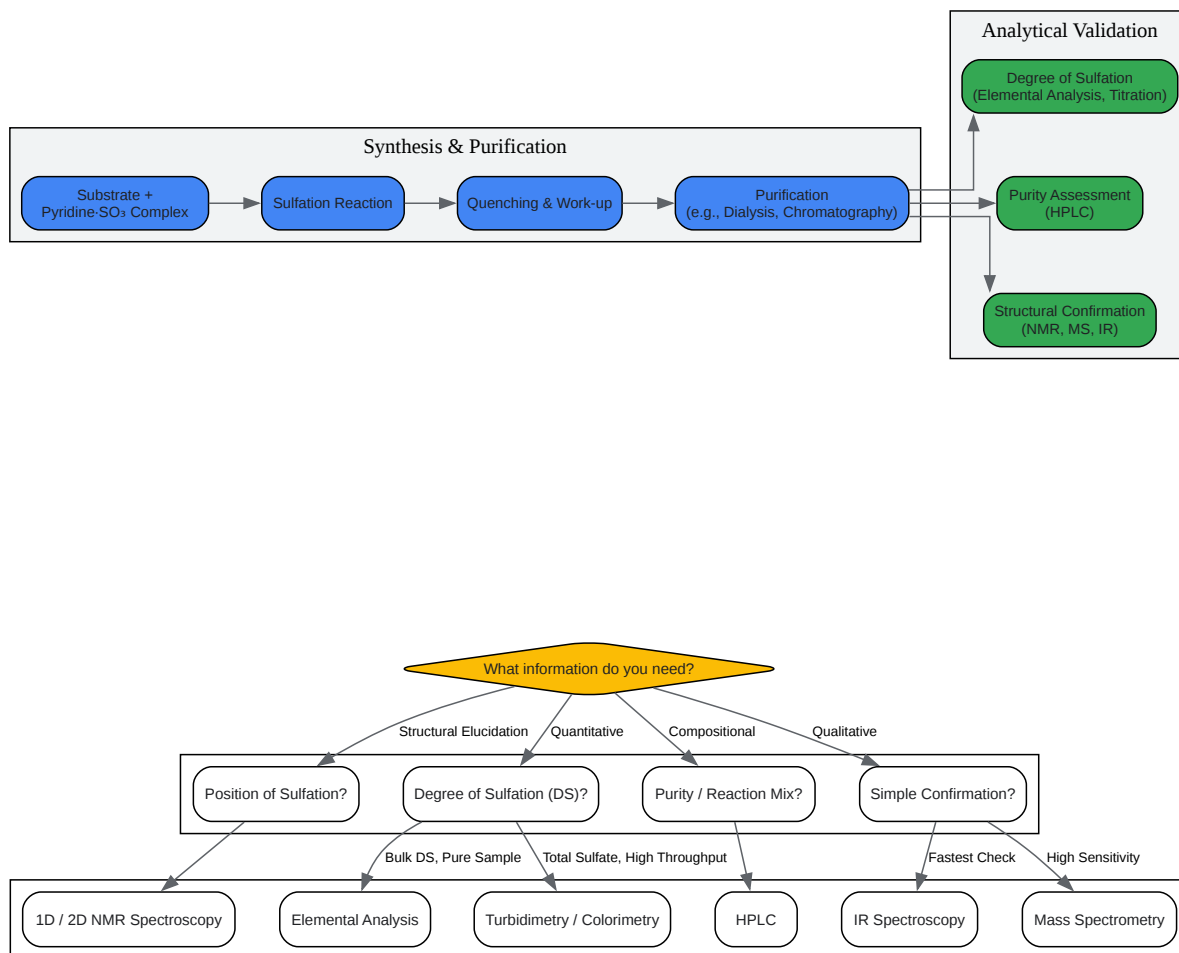 Analytical Validation
Degree of Sulfation
(Elemental Analysis, Titration)
Synthesis & Purification
Substrate +
Pyridine·SO₃ Complex
Sulfation Reaction
Quenching & Work-up
Purification
(e.g., Dialysis, Chromatography)
Purity Assessment
(HPLC)
Structural Confirmation
(NMR, MS, IR)
What information do you need?
Structural Elucidation
Quantitative
Compositional
Qualitative
Position of Sulfation?
Degree of Sulfation (DS)?
Purity / Reaction Mix?
Simple Confirmation?
Bulk DS, Pure Sample
Total Sulfate, High Throughput
Fastest Check
High Sensitivity
1D / 2D NMR Spectroscopy
Elemental Analysis
Turbidimetry / Colorimetry
HPLC
IR Spectroscopy
Mass Spectrometry